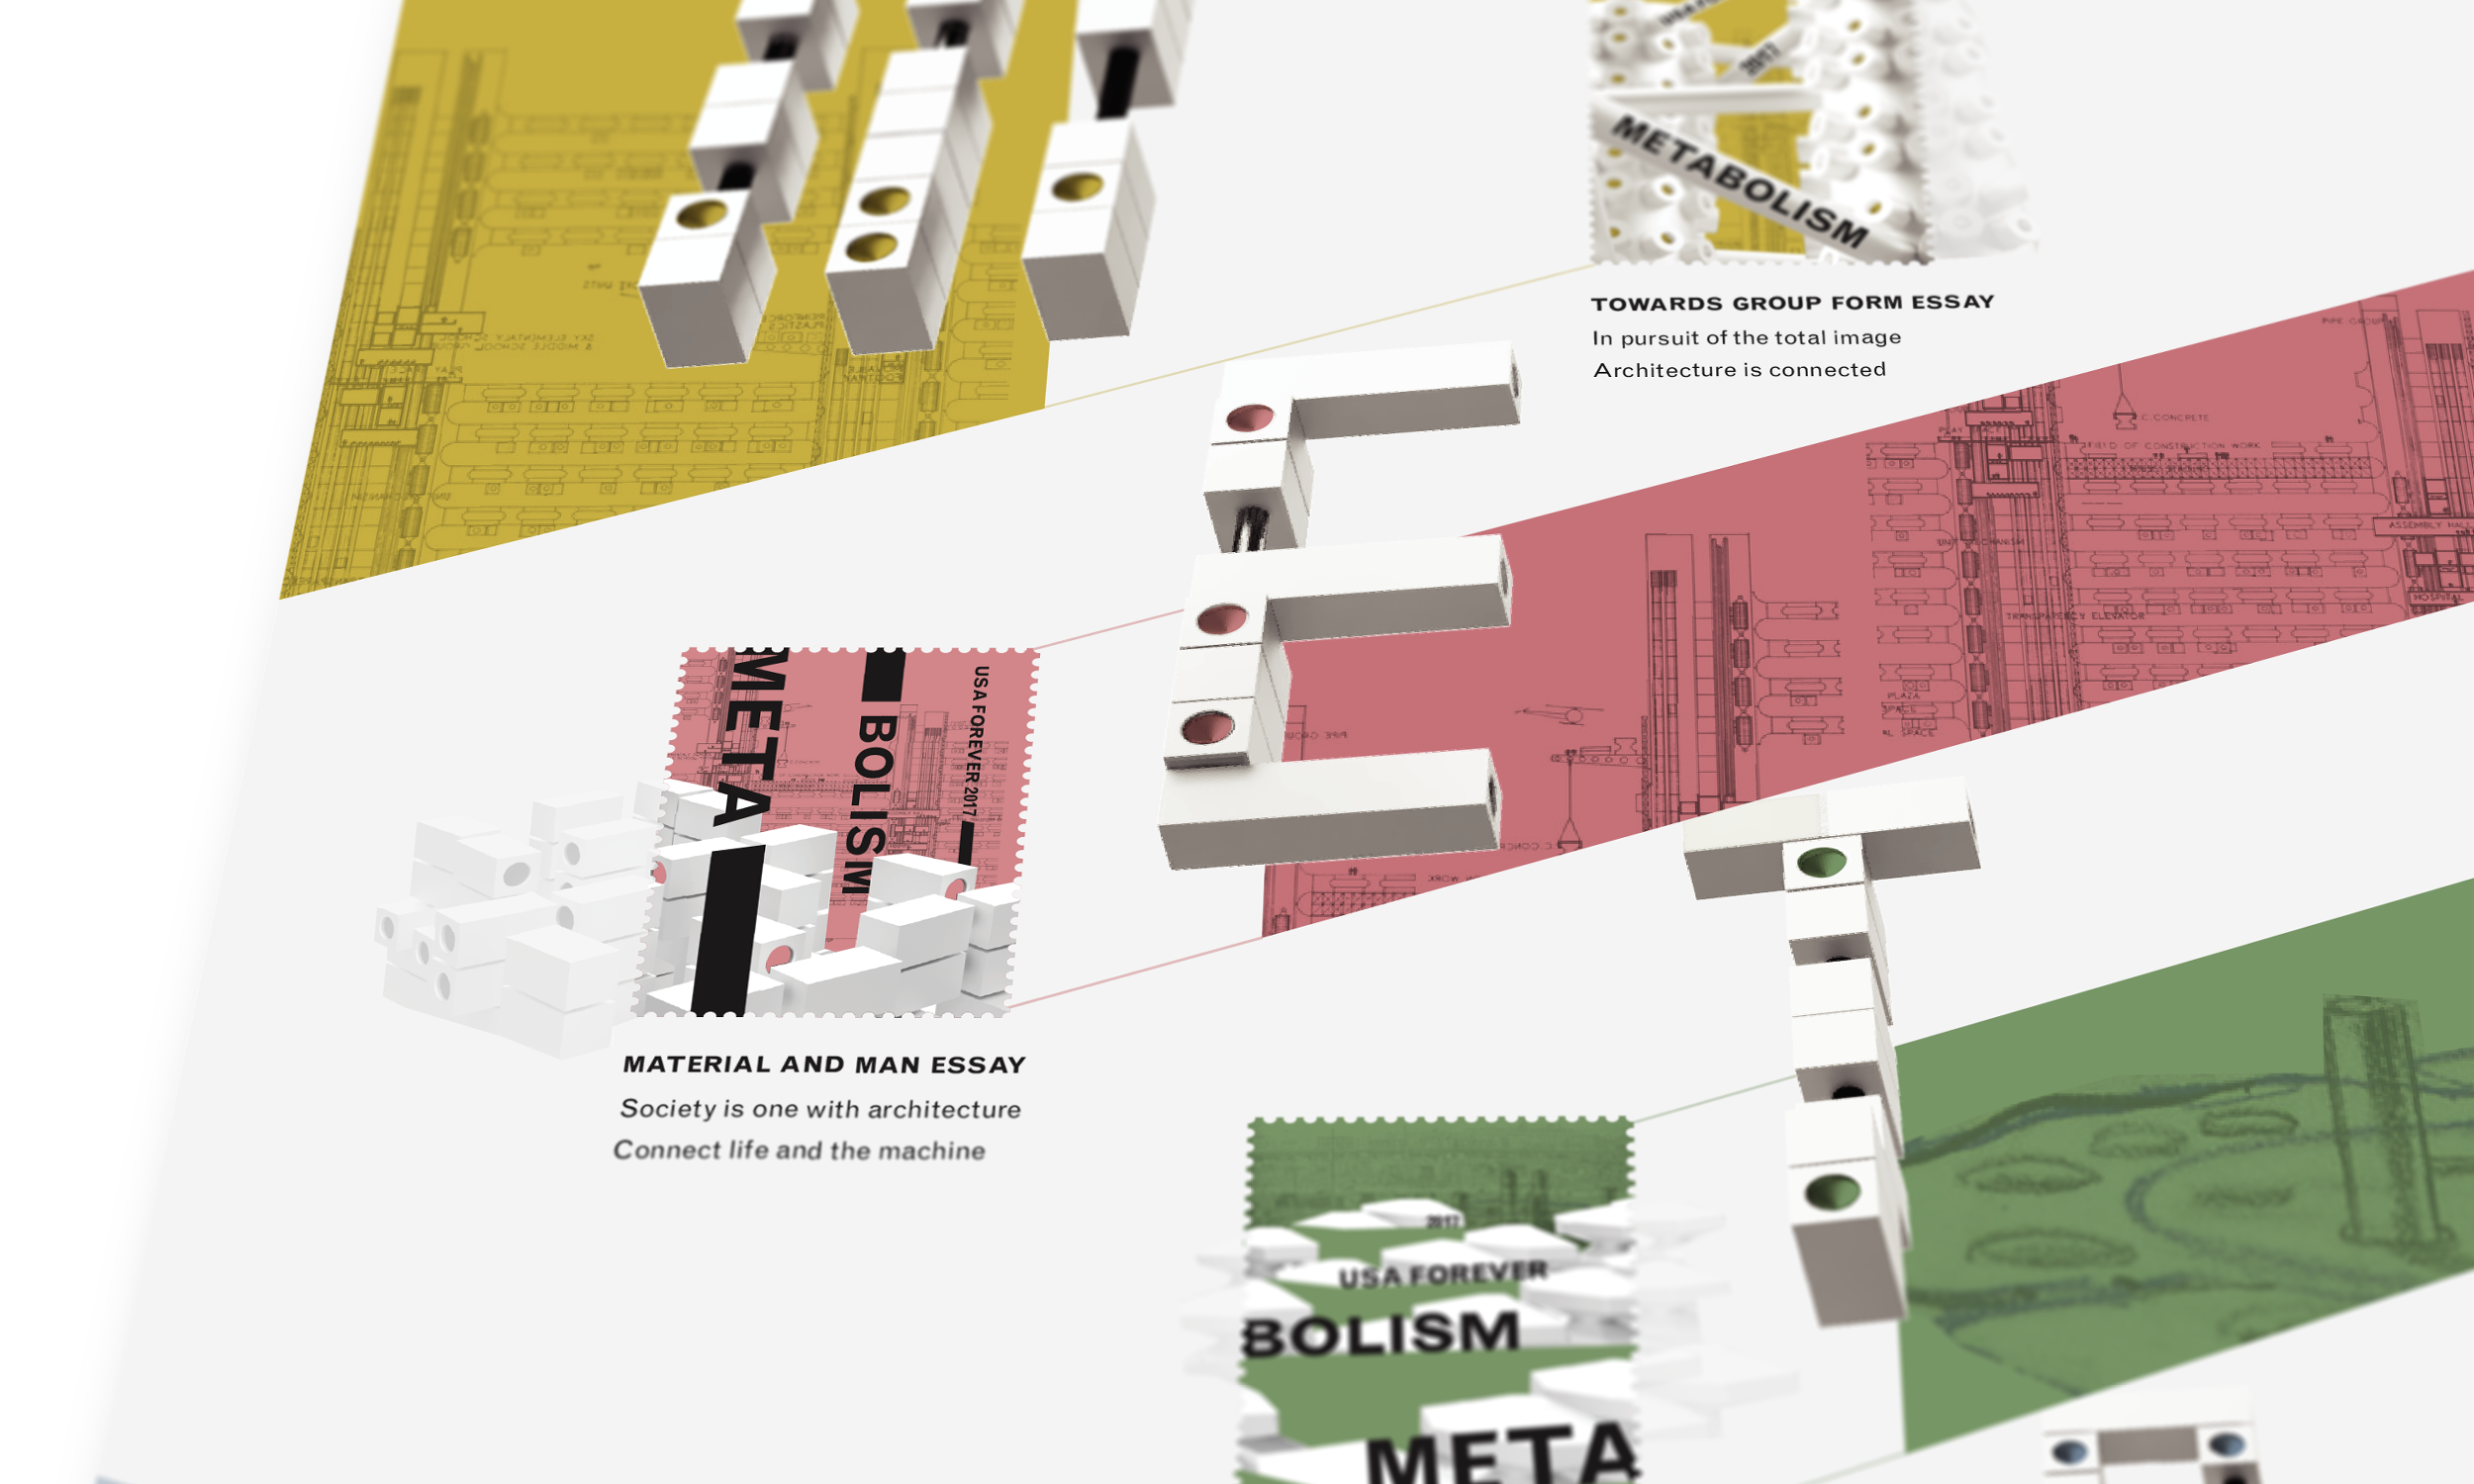 2017
METABOLISM
TOWARDS GROUP FORM ESSAY
In pursuit of the total image
Architecture is connected
C.CONCRETE
FIELD OF CONSTRUCTION WORK
ASSEMBLY HALL
UNIT MECHANISM
HOSPITAL
TRANSPARENCY ELEVATOR
PLAZA
SPACE
META
BOLISM
USA FOREVER 2017
MATERIAL AND MAN ESSAY
Society is one with architecture
Connect life and the machine
2017
USA FOREVER
BOLISM
META